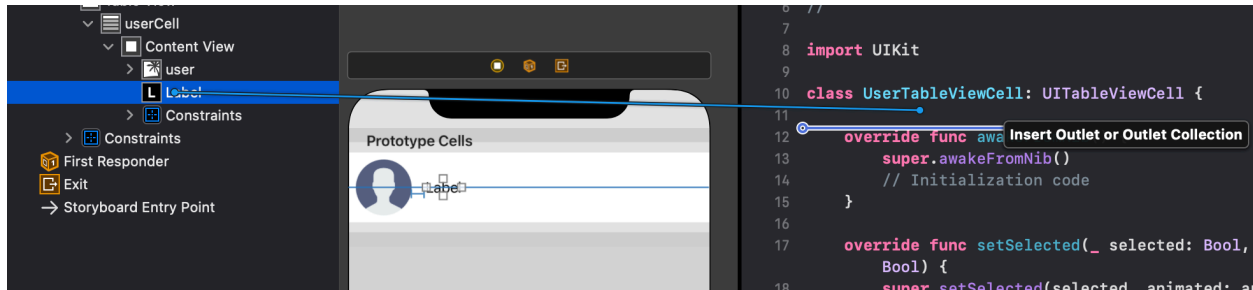 Table View
userCell
Content View
user
L Label
Constraints
Constraints
First Responder
Exit
Storyboard Entry Point
Prototype Cells
Label
6 //
7
8 import UIKit
9
10 class UserTableViewCell: UITableViewCell {
11
Insert Outlet or Outlet Collection
12 override func awa
13 super.awakeFromNib()
14 // Initialization code
15 }
16
17 override func setSelected(_ selected: Bool,
Bool) {
18 super.setSelected(selected, animated: